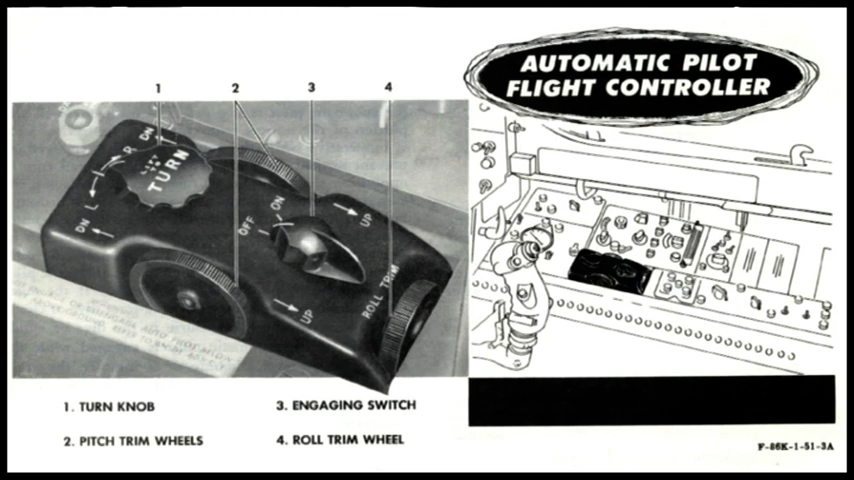 AUTOMATIC PILOT
FLIGHT CONTROLLER
1 2 3 4
DN
R
TURN
L
DN
ON
OFF
UP
UP
ROLL TRIM
1. TURN KNOB
2. PITCH TRIM WHEELS
3. ENGAGING SWITCH
4. ROLL TRIM WHEEL
F-86K-1-51-3A